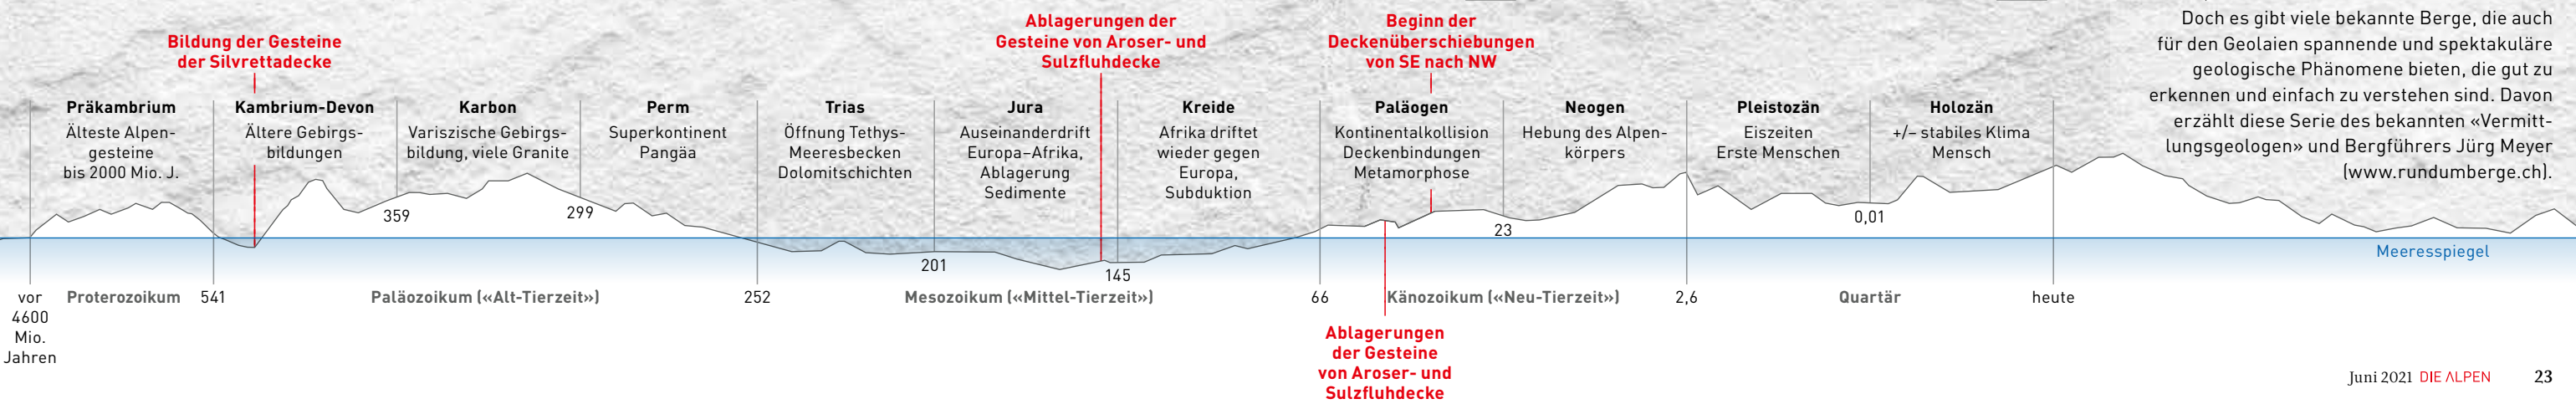 Doch es gibt viele bekannte Berge, die auch
für den Geolaien spannende und spektakuläre
geologische Phänomene bieten, die gut zu
erkennen und einfach zu verstehen sind. Davon
erzählt diese Serie des bekannten «Vermitt-
lungsgeologen» und Bergführers Jürg Meyer
(www.rundumberge.ch).
Bildung der Gesteine
der Silvrettadecke
Ablagerungen der
Gesteine von Aroser- und
Sulzfluhdecke
Beginn der
Deckenüberschiebungen
von SE nach NW
Präkambrium
Älteste Alpen-
gesteine
bis 2000 Mio. J.
Kambrium-Devon
Ältere Gebirgs-
bildungen
Karbon
Variszische Gebirgs-
bildung, viele Granite
Perm
Superkontinent
Pangäa
Trias
Öffnung Tethys-
Meeresbecken
Dolomitschichten
Jura
Auseinanderdrift
Europa–Afrika,
Ablagerung
Sedimente
Kreide
Afrika driftet
wieder gegen
Europa,
Subduktion
Paläogen
Kontinentalkollision
Deckenbindungen
Metamorphose
Neogen
Hebung des Alpen-
körpers
Pleistozän
Eiszeiten
Erste Menschen
Holozän
+/– stabiles Klima
Mensch
359
299
201
145
23
0,01
Meeresspiegel
vor
4600
Mio.
Jahren
Proterozoikum
541
Paläozoikum («Alt-Tierzeit»)
252
Mesozoikum («Mittel-Tierzeit»)
66
Känozoikum («Neu-Tierzeit»)
2,6
Quartär
heute
Ablagerungen
der Gesteine
von Aroser- und
Sulzfluhdecke
Juni 2021 DIE ALPEN 23